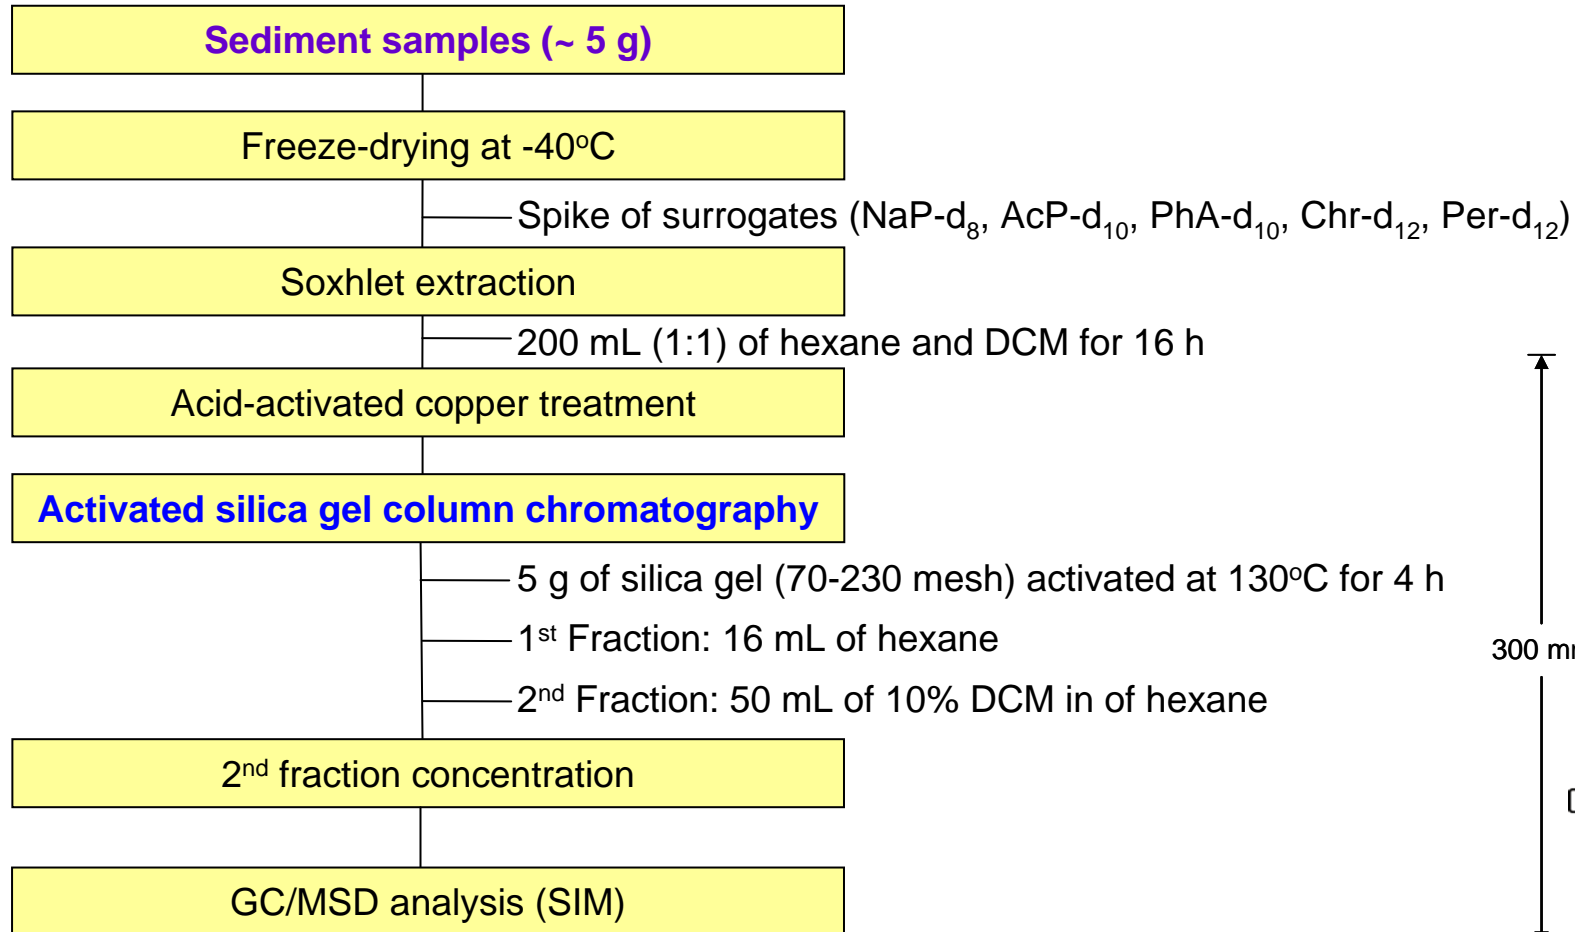 Sediment samples (~ 5 g)
Freeze-drying at -40°C
Spike of surrogates (NaP-d8, AcP-d10, PhA-d10, Chr-d12, Per-d12)
Soxhlet extraction
200 mL (1:1) of hexane and DCM for 16 h
Acid-activated copper treatment
Activated silica gel column chromatography
5 g of silica gel (70-230 mesh) activated at 130°C for 4 h
1st Fraction: 16 mL of hexane
300
2nd Fraction: 50 mL of 10% DCM in of hexane
2nd fraction concentration
GC/MSD analysis (SIM)